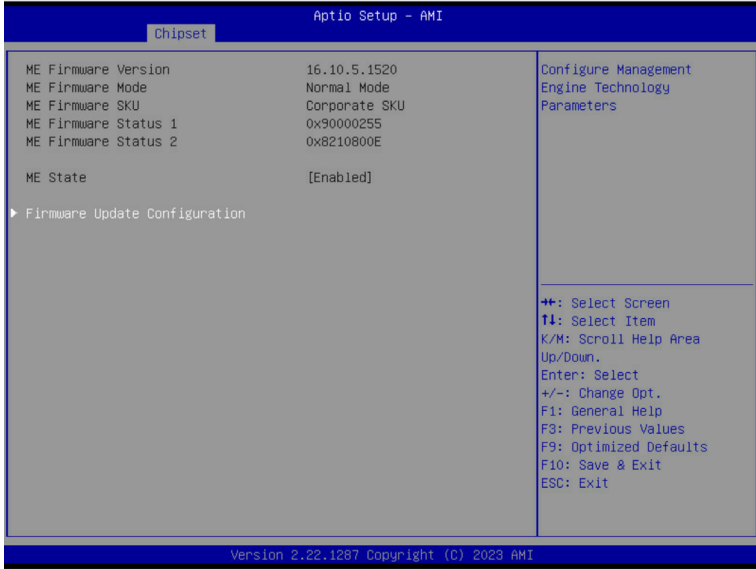 Aptio Setup - AMI
Chipset
ME Firmware Version 16.10.5.1520
ME Firmware Mode Normal Mode
ME Firmware SKU Corporate SKU
ME Firmware Status 1 0x90000255
ME Firmware Status 2 0x8210800E
ME State [Enabled]
▶ Firmware Update Configuration
Configure Management
Engine Technology
Parameters
→←: Select Screen
↑↓: Select Item
K/M: Scroll Help Area
Up/Down.
Enter: Select
+/-: Change Opt.
F1: General Help
F3: Previous Values
F9: Optimized Defaults
F10: Save & Exit
ESC: Exit
Version 2.22.1287 Copyright (C) 2023 AMI